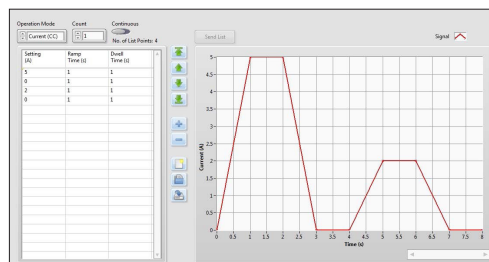 Operation Mode Count Continuous
Current (CC) 1
No. of List Points: 4
Send List
Signal
Setting (A) Ramp Time (s) Dwell Time (s)
5 1 1
0 1 1
2 1 1
0 1 1
Current (A)
5
4.5
4
3.5
3
2.5
2
1.5
1
0.5
0
0 0.5 1 1.5 2 2.5 3 3.5 4 4.5 5 5.5 6 6.5 7 7.5 8
Time (s)